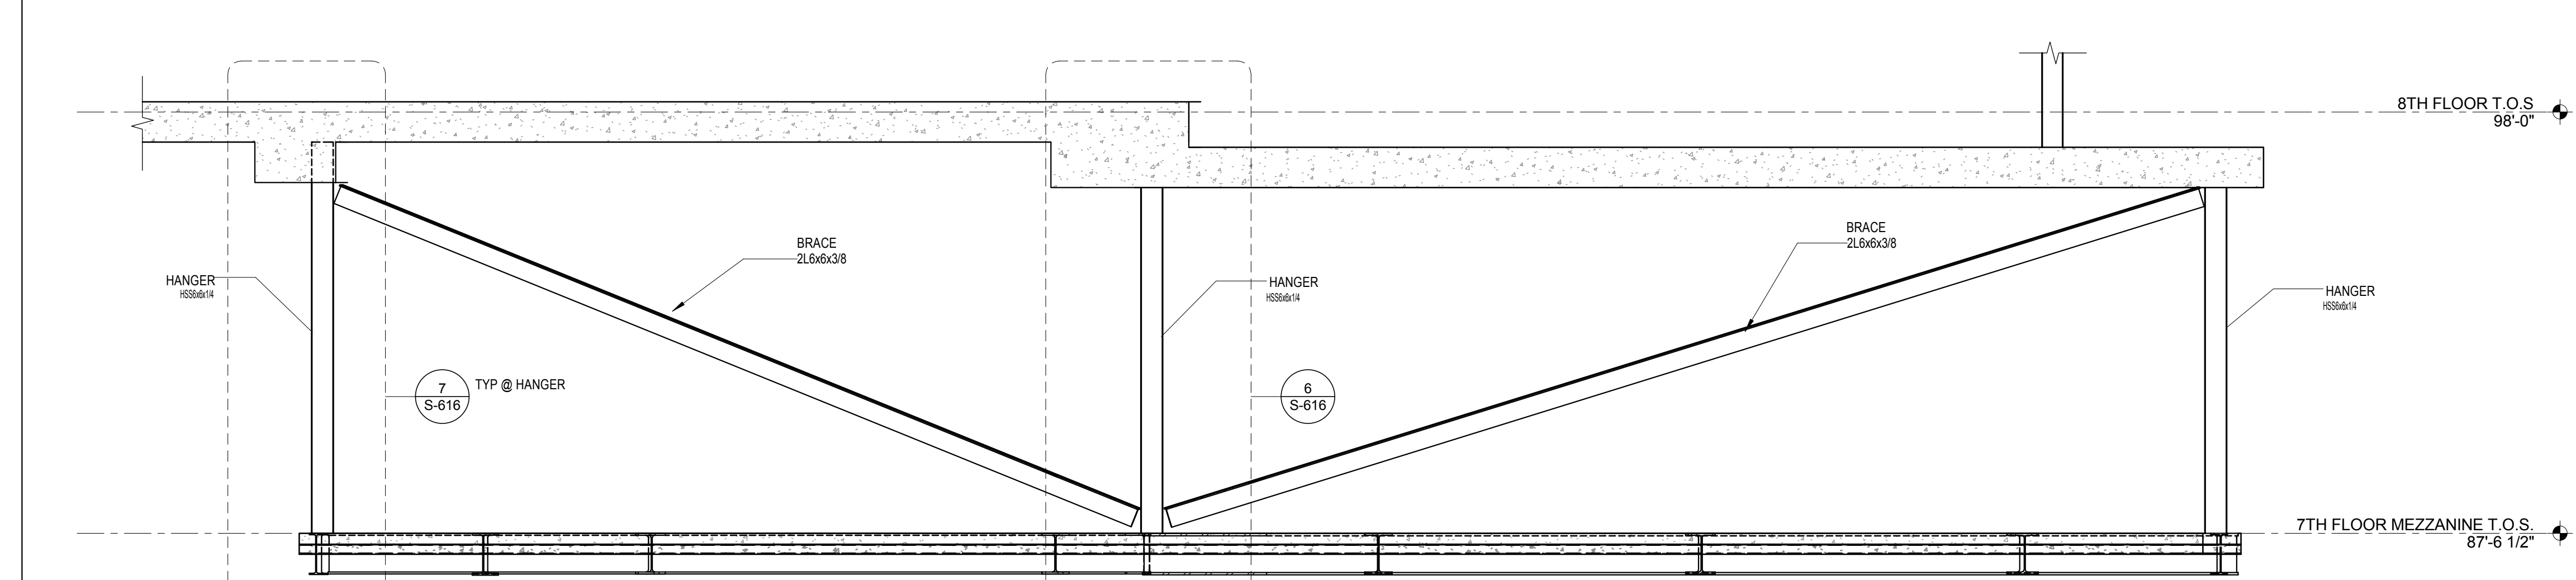 8TH FLOOR T.O.S
98'-0"
BRACE
2L6x6x3/8
BRACE
2L6x6x3/8
HANGER
HSS6x6x1/4
HANGER
HSS6x6x1/4
HANGER
HSS6x6x1/4
7
S-616
TYP @ HANGER
6
S-616
7TH FLOOR MEZZANINE T.O.S.
87'-6 1/2"